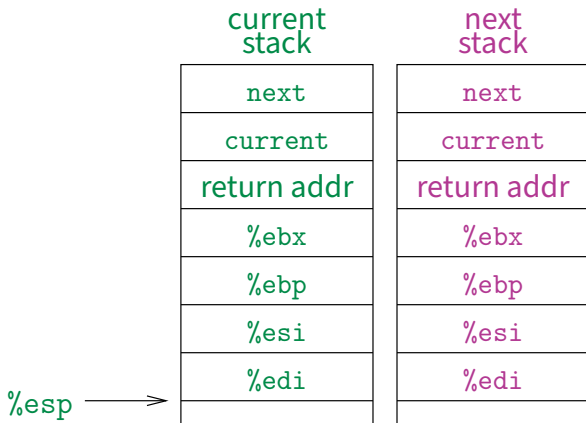 current
stack
next
stack
next
next
current
current
return addr
return addr
%ebx
%ebx
%ebp
%ebp
%esi
%esi
%edi
%edi
%esp